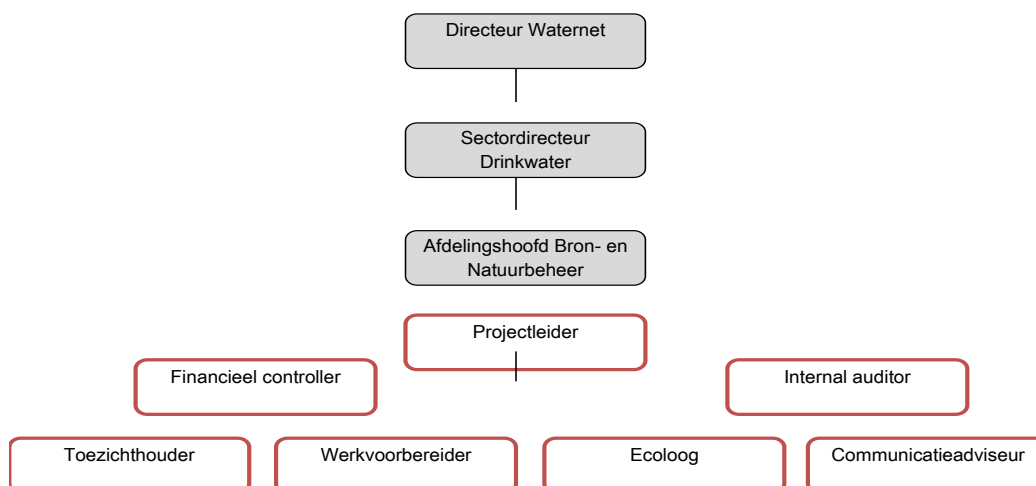 Directeur Waternet
Sectordirecteur
Drinkwater
Afdelingshoofd Bron- en
Natuurbeheer
Projectleider
Financieel controller
Internal auditor
Toezichthouder
Werkvoorbereider
Ecoloog
Communicatieadviseur